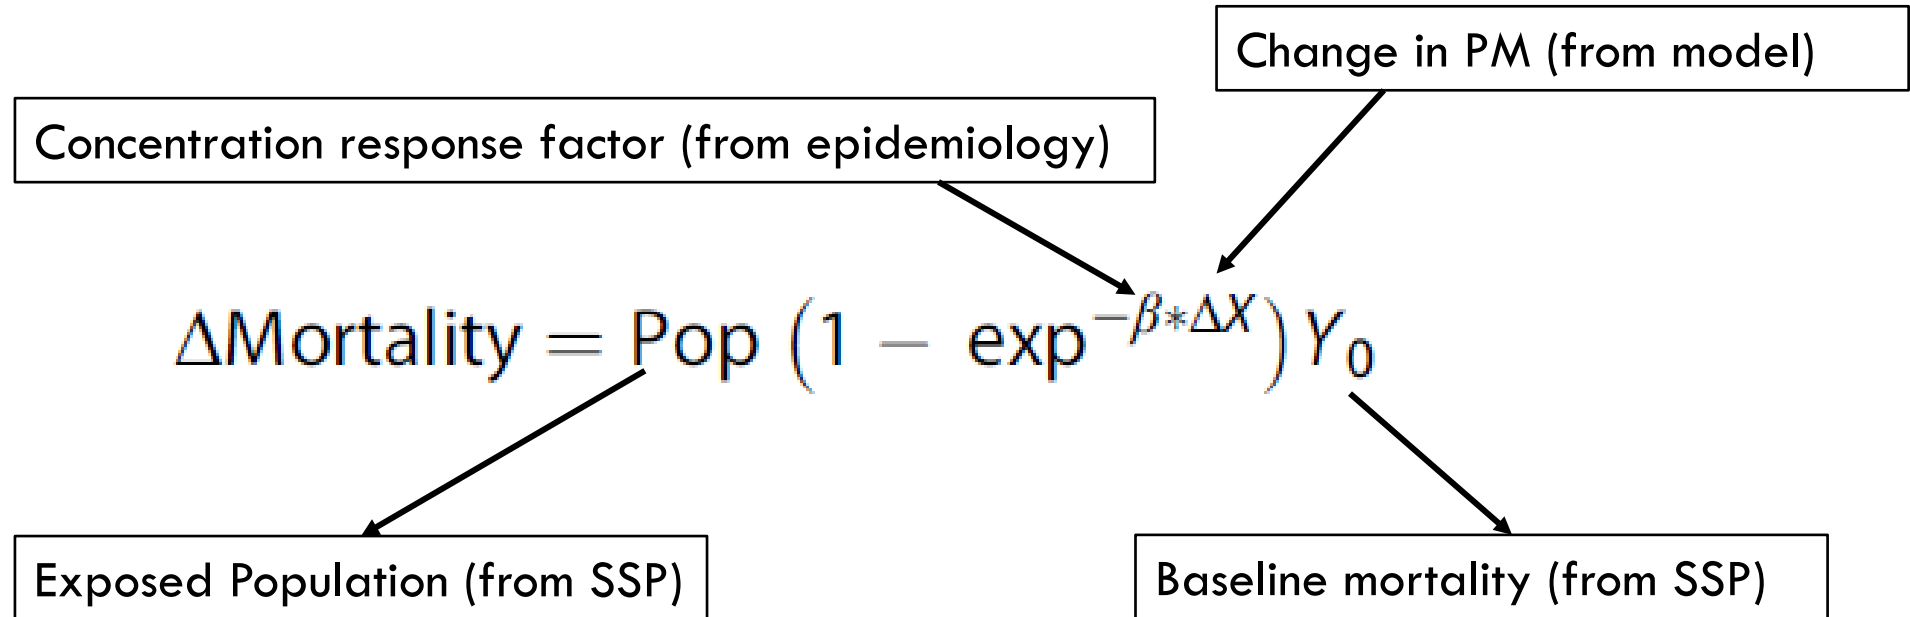 Change in PM (from model)
Concentration response factor (from epidemiology)
ΔMortality = Pop (1 − exp^{−β*ΔX}) Y₀
Exposed Population (from SSP)
Baseline mortality (from SSP)